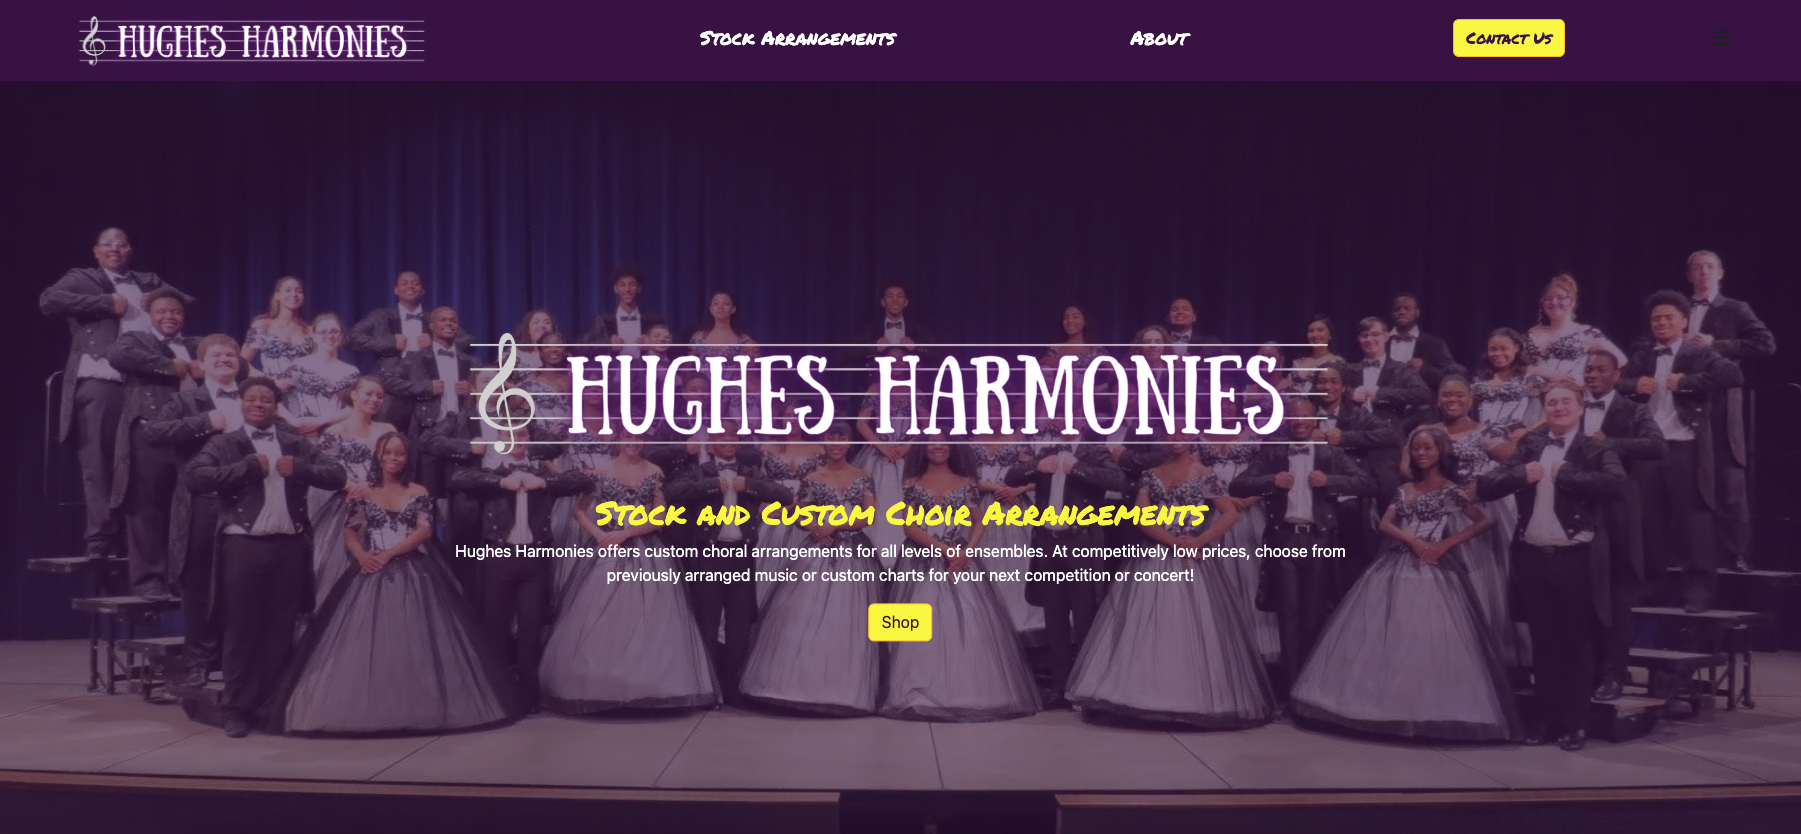 HUGHES HARMONIES
Stock Arrangements
About
Contact Us
HUGHES HARMONIES
Stock and Custom Choir Arrangements
Hughes Harmonies offers custom choral arrangements for all levels of ensembles. At competitively low prices, choose from
previously arranged music or custom charts for your next competition or concert!
Shop